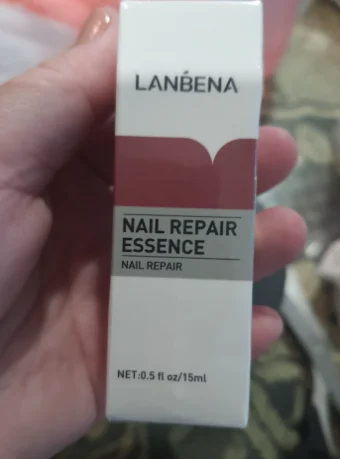 LANBENA
NAIL REPAIR
ESSENCE
NAIL REPAIR
NET:0.5 fl oz/15ml